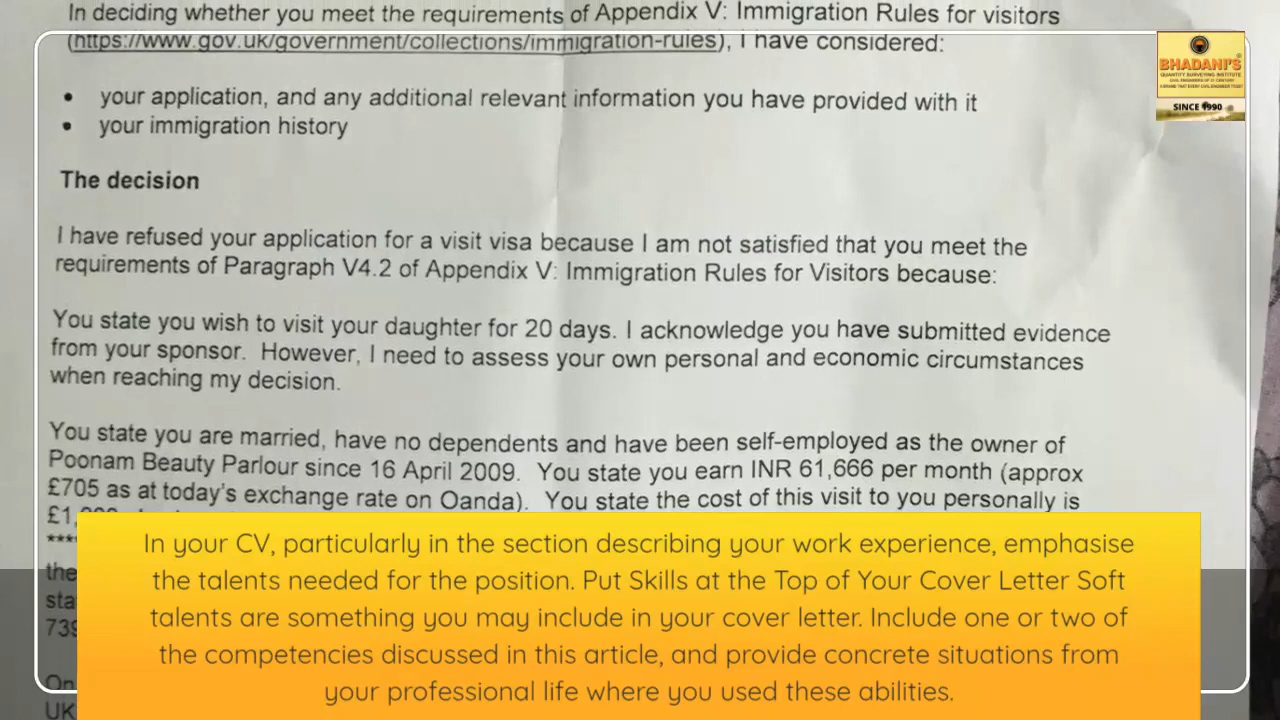 In deciding whether you meet the requirements of Appendix V: Immigration Rules for visitors
(https://www.gov.uk/government/collections/immigration-rules), I have considered:
• your application, and any additional relevant information you have provided with it
• your immigration history
The decision
I have refused your application for a visit visa because I am not satisfied that you meet the
requirements of Paragraph V4.2 of Appendix V: Immigration Rules for Visitors because:
You state you wish to visit your daughter for 20 days. I acknowledge you have submitted evidence
from your sponsor. However, I need to assess your own personal and economic circumstances
when reaching my decision.
You state you are married, have no dependents and have been self-employed as the owner of
Poonam Beauty Parlour since 16 April 2009. You state you earn INR 61,666 per month (approx
£705 as at today's exchange rate on Oanda). You state the cost of this visit to you personally is
the
739
On
UK
BHADANI'S
QUANTITY SURVEYING INSTITUTE
SINCE 1990
In your CV, particularly in the section describing your work experience, emphasise
the talents needed for the position. Put Skills at the Top of Your Cover Letter Soft
talents are something you may include in your cover letter. Include one or two of
the competencies discussed in this article, and provide concrete situations from
your professional life where you used these abilities.